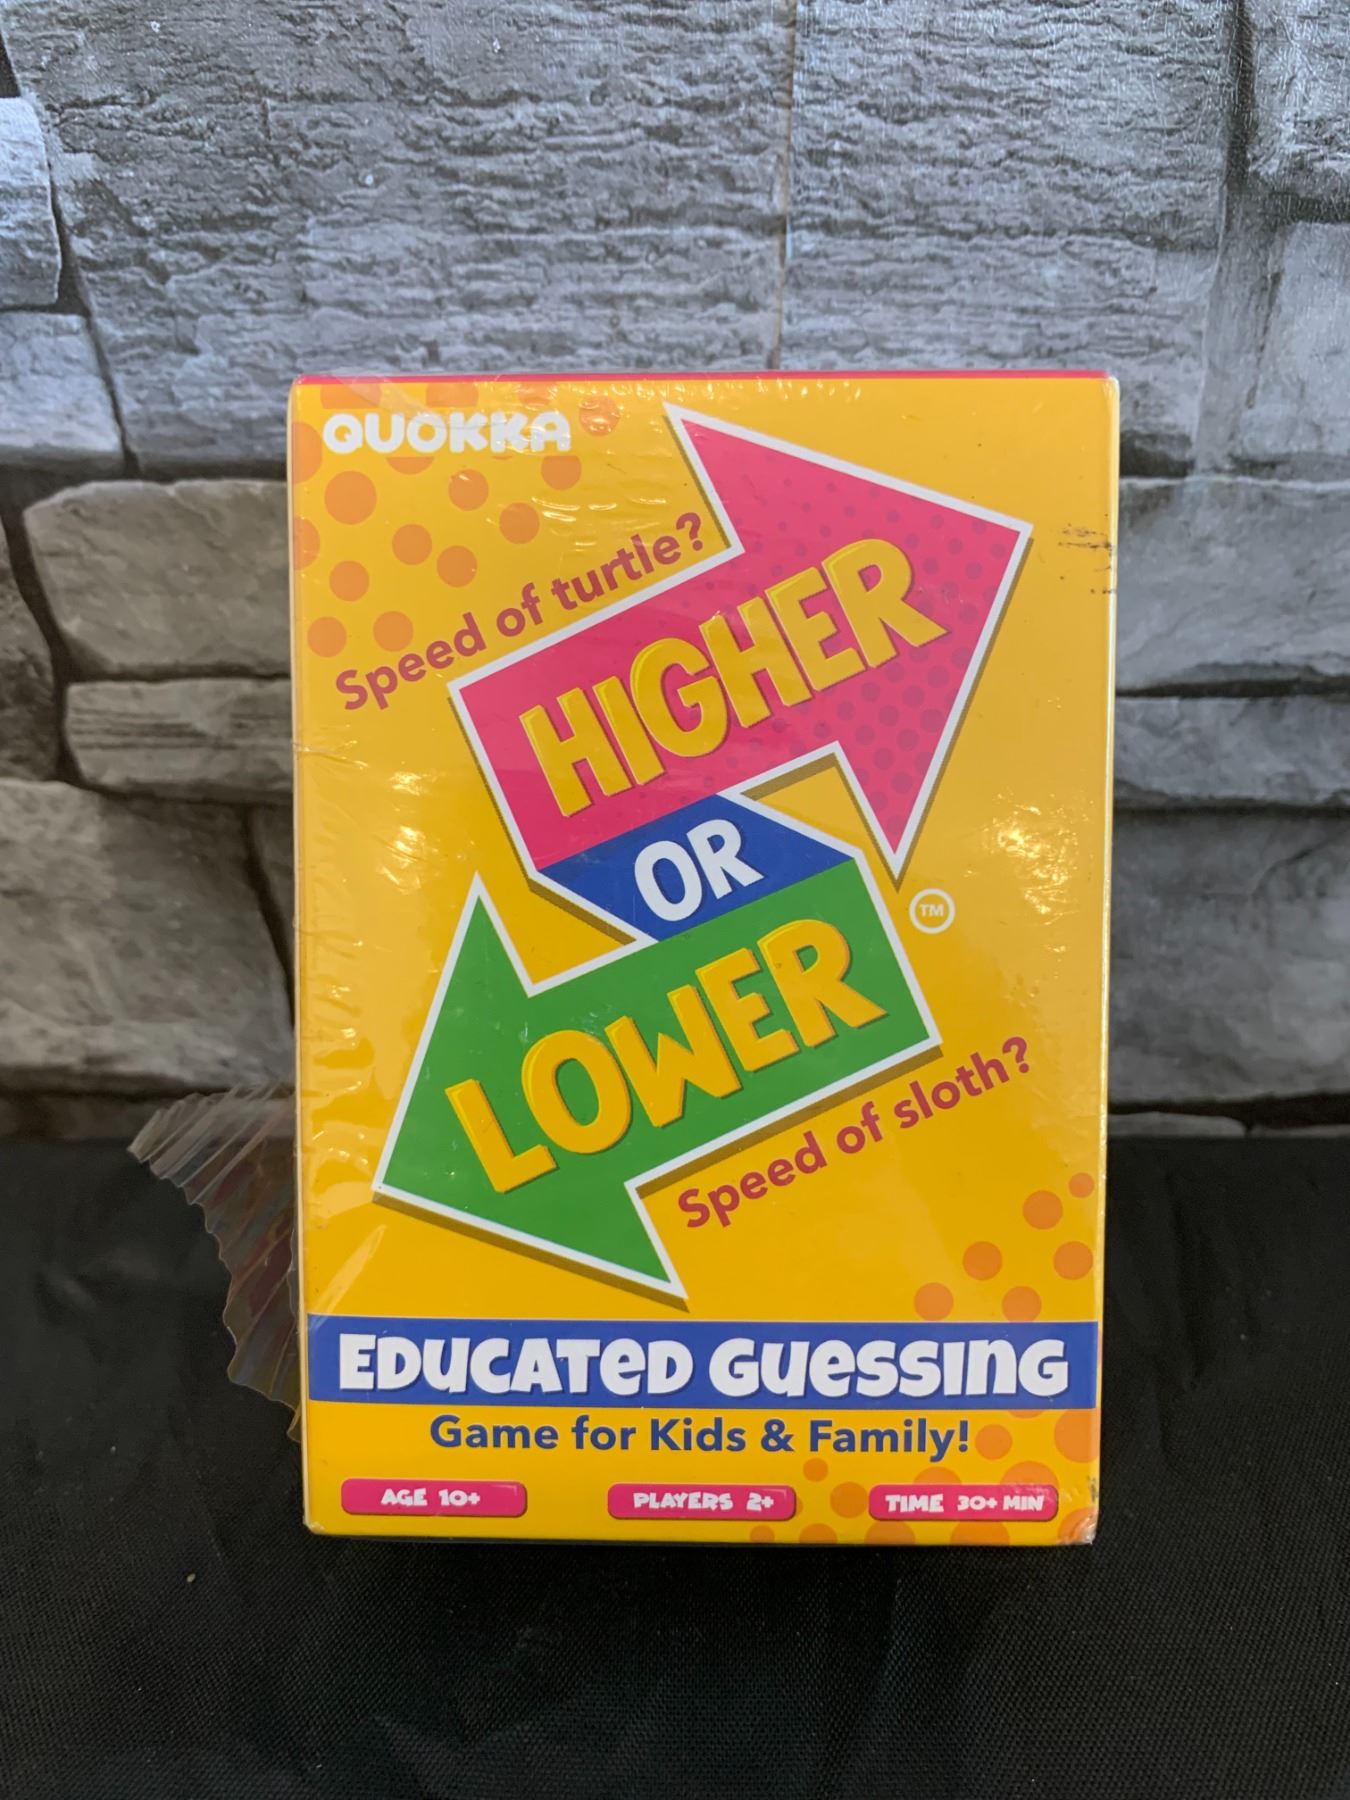 QUOKKA
Speed of turtle?
HIGHER
OR
LOWER
TM
Speed of sloth?
EDUCATED GUESSING
Game for Kids & Family!
AGE 10+
PLAYERS 2+
TIME 30+ MIN